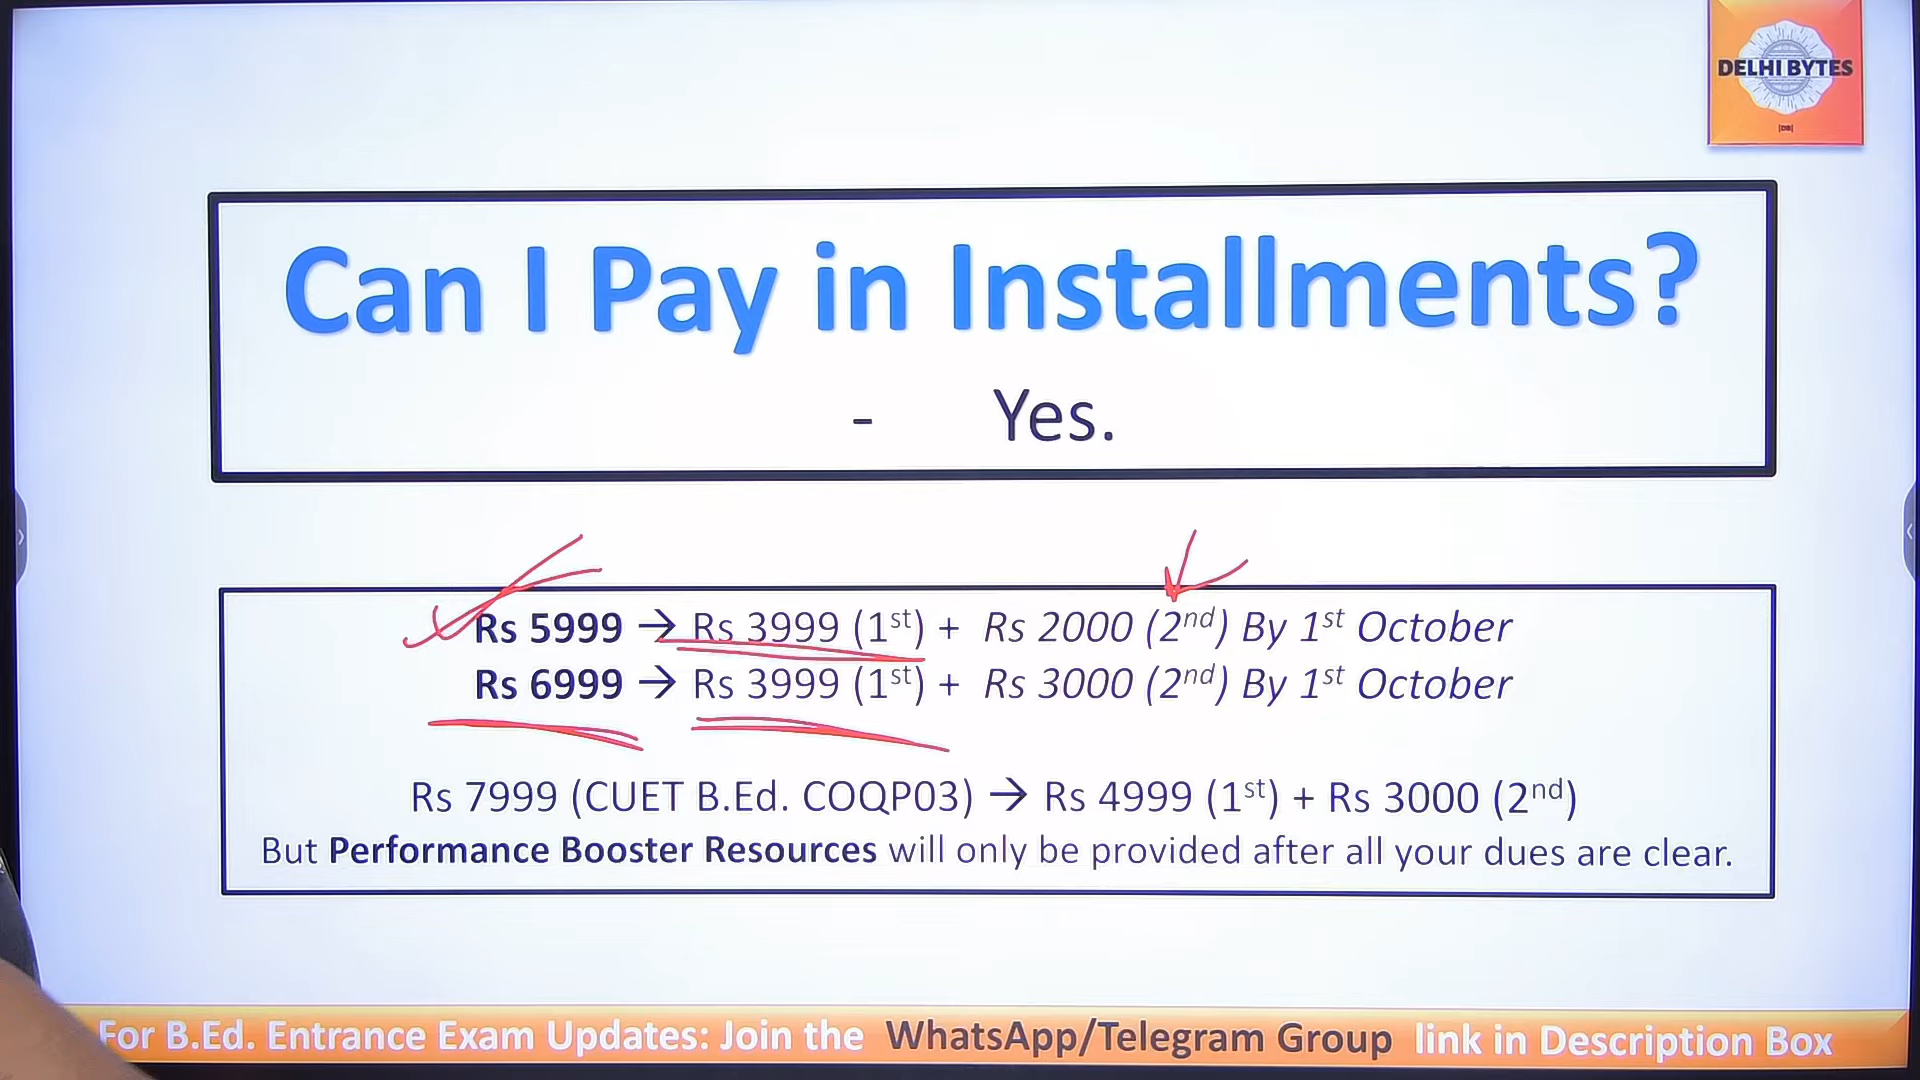 DELHI BYTES
|DB|
Can I Pay in Installments?
- Yes.
Rs 5999 → Rs 3999 (1st) + Rs 2000 (2nd) By 1st October
Rs 6999 → Rs 3999 (1st) + Rs 3000 (2nd) By 1st October
Rs 7999 (CUET B.Ed. COQP03) → Rs 4999 (1st) + Rs 3000 (2nd)
But Performance Booster Resources will only be provided after all your dues are clear.
For B.Ed. Entrance Exam Updates: Join the WhatsApp/Telegram Group link in Description Box